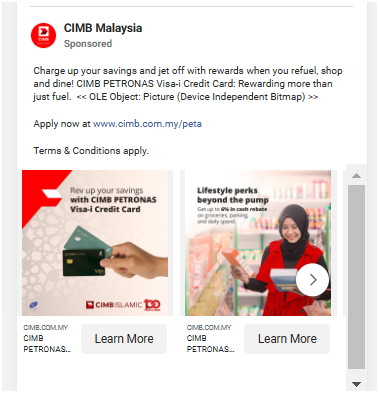 CIMB Malaysia
Sponsored
Charge up your savings and jet off with rewards when you refuel, shop
and dine! CIMB PETRONAS Visa-i Credit Card: Rewarding more than
just fuel.  << OLE Object: Picture (Device Independent Bitmap) >>
Apply now at www.cimb.com.my/peta
Terms & Conditions apply.
Rev up your savings
with CIMB PETRONAS
Visa-i Credit Card
CIMB ISLAMIC
Lifestyle perks
beyond the pump
Get up to 6% in cash rebate
on groceries, parking,
and daily spend.
CIMB.COM.MY
CIMB
PETRONAS...
Learn More
CIMB.COM.MY
CIMB
PETRONAS...
Learn More